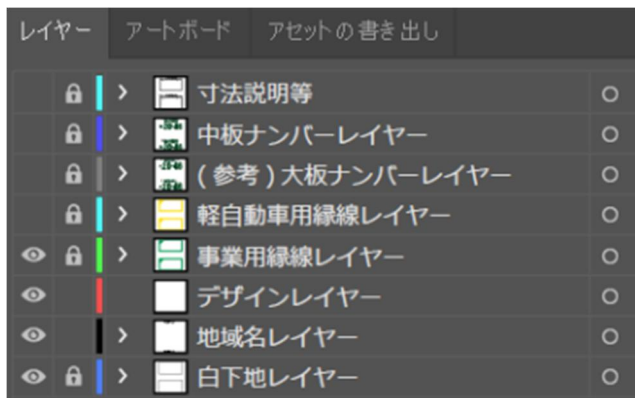 レイヤー アートボード アセットの書き出し
寸法説明等
中板ナンバーレイヤー
(参考)大板ナンバーレイヤー
軽自動車用縁線レイヤー
事業用縁線レイヤー
デザインレイヤー
地域名レイヤー
白下地レイヤー